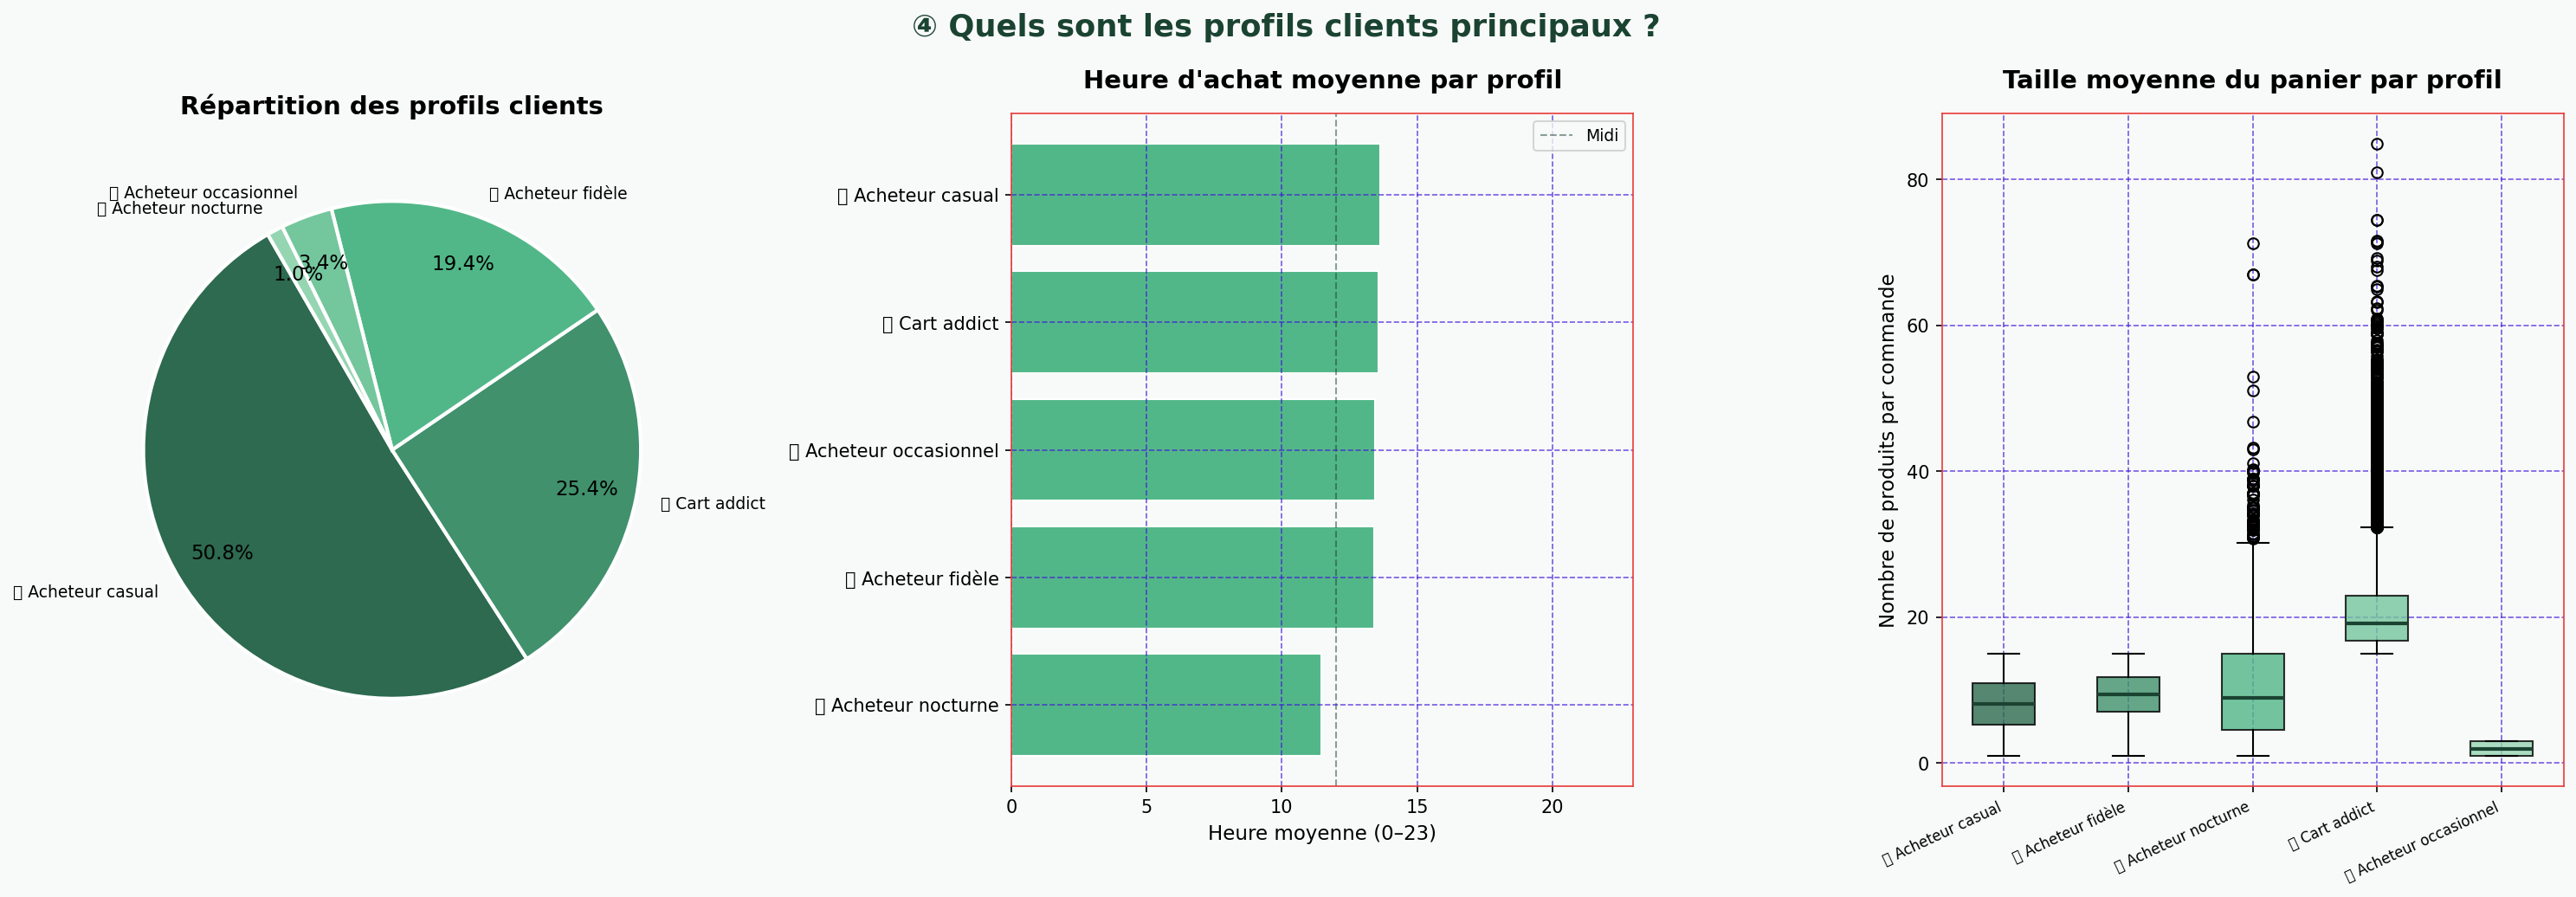 ④ Quels sont les profils clients principaux ?
Répartition des profils clients
▯ Acheteur occasionnel
▯ Acheteur nocturne
▯ Acheteur fidèle
3.4%
1.0%
19.4%
25.4%
▯ Cart addict
50.8%
▯ Acheteur casual
Heure d'achat moyenne par profil
Midi
▯ Acheteur casual
▯ Cart addict
▯ Acheteur occasionnel
▯ Acheteur fidèle
▯ Acheteur nocturne
0 5 10 15 20
Heure moyenne (0–23)
Taille moyenne du panier par profil
Nombre de produits par commande
80
60
40
20
0
▯ Acheteur casual
▯ Acheteur fidèle
▯ Acheteur nocturne
▯ Cart addict
▯ Acheteur occasionnel